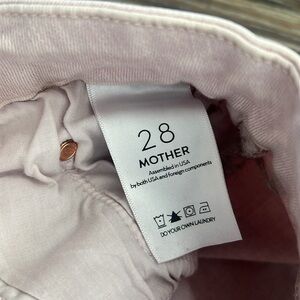 28
MOTHER
Assembled in USA
by both USA and foreign components
DO YOUR OWN LAUNDRY